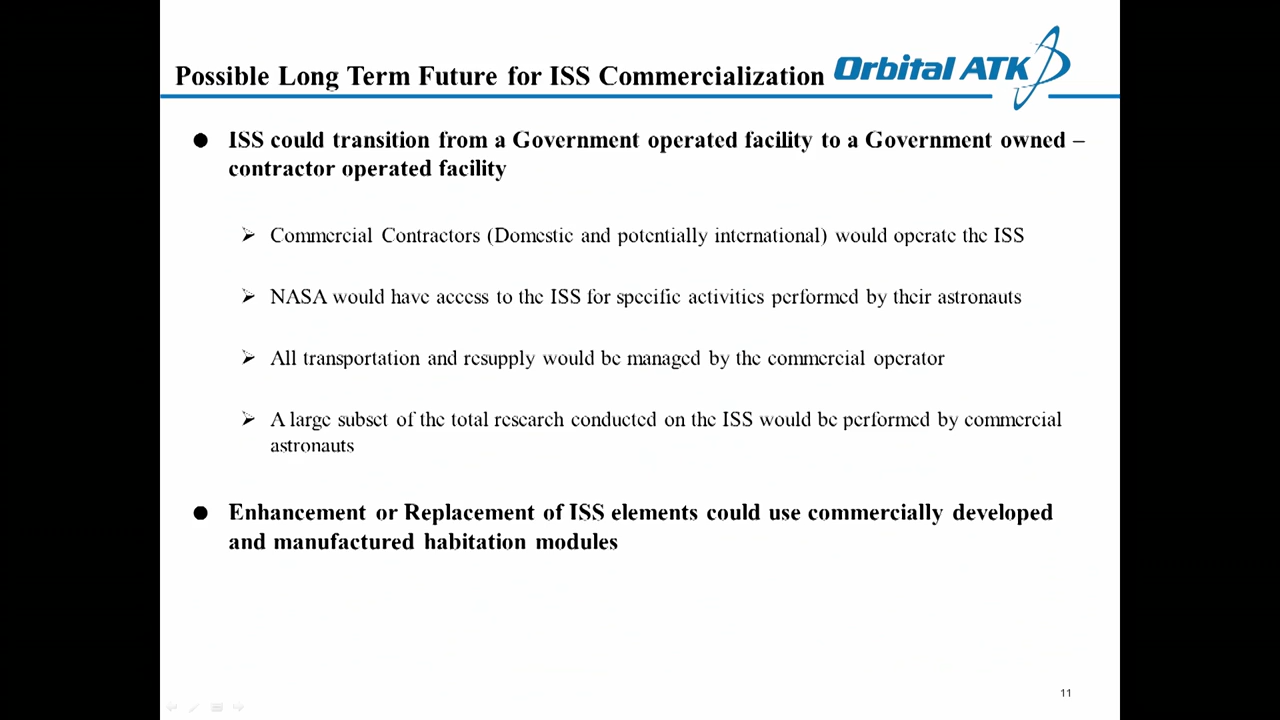 Possible Long Term Future for ISS Commercialization
Orbital ATK
● ISS could transition from a Government operated facility to a Government owned –
contractor operated facility
➢ Commercial Contractors (Domestic and potentially international) would operate the ISS
➢ NASA would have access to the ISS for specific activities performed by their astronauts
➢ All transportation and resupply would be managed by the commercial operator
➢ A large subset of the total research conducted on the ISS would be performed by commercial
astronauts
● Enhancement or Replacement of ISS elements could use commercially developed
and manufactured habitation modules
11